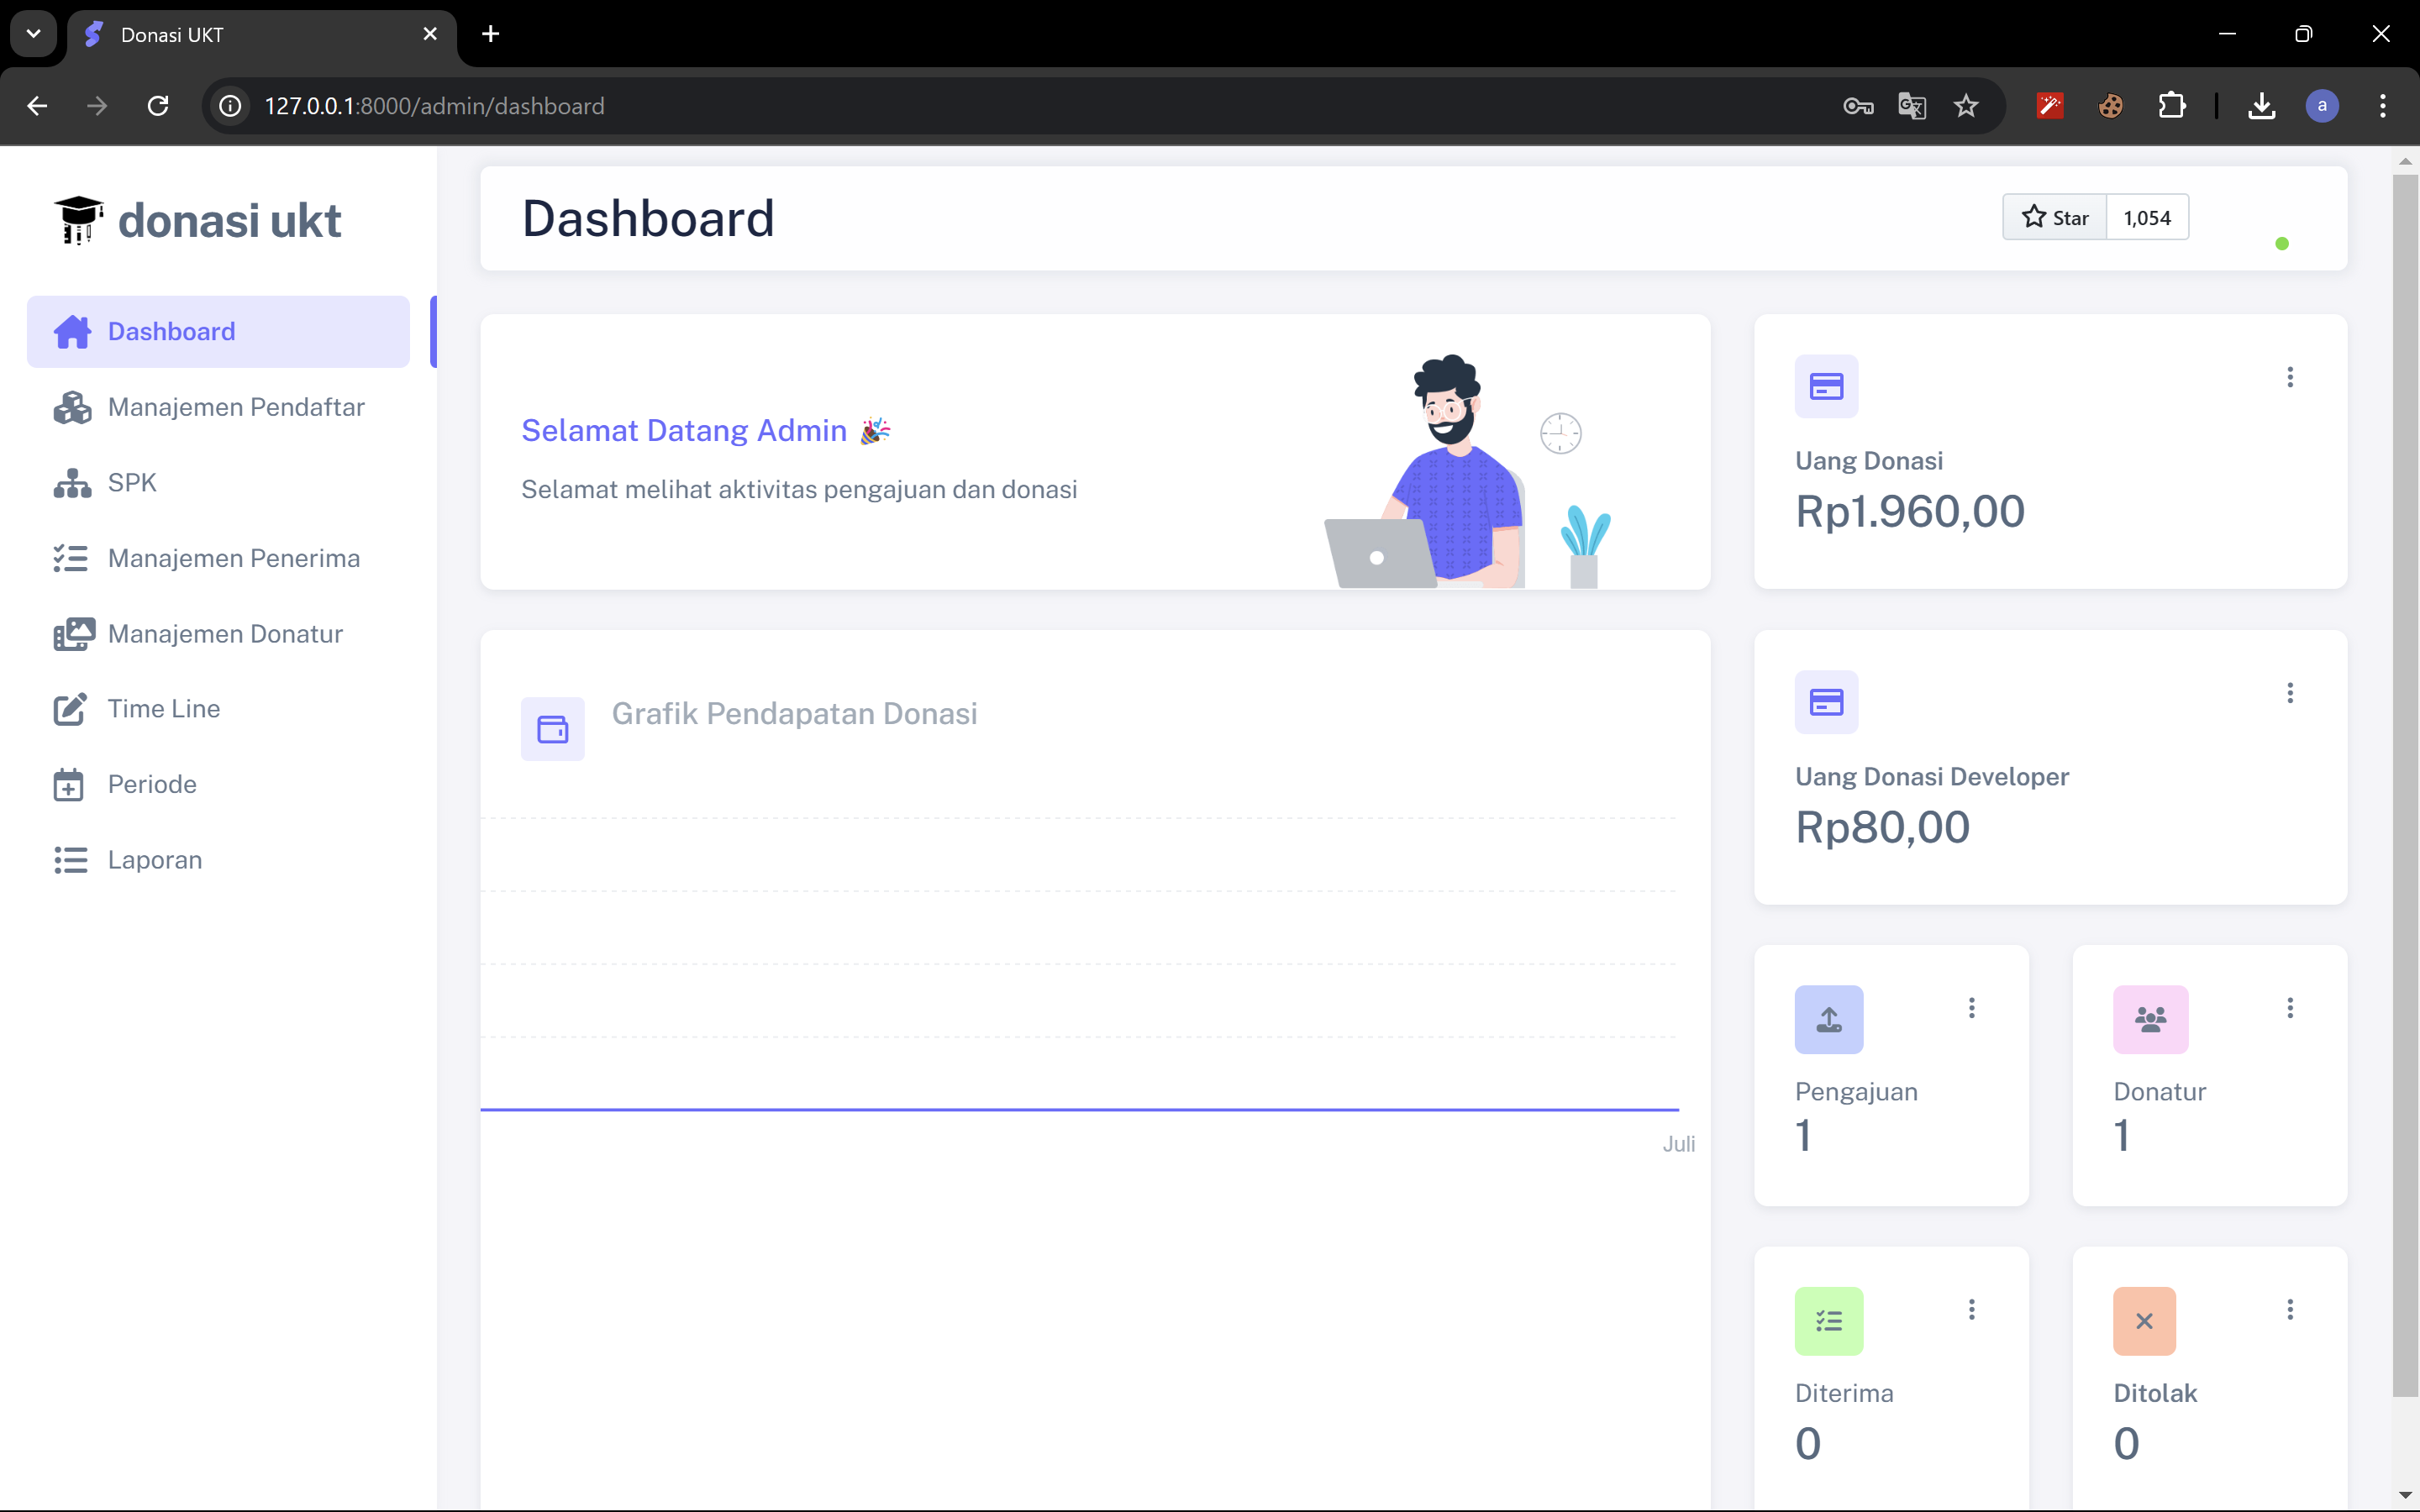 Donasi UKT
127.0.0.1:8000/admin/dashboard
a
donasi ukt
Dashboard
Manajemen Pendaftar
SPK
Manajemen Penerima
Manajemen Donatur
Time Line
Periode
Laporan
Dashboard
Star
1,054
Selamat Datang Admin 🎉
Selamat melihat aktivitas pengajuan dan donasi
Uang Donasi
Rp1.960,00
Grafik Pendapatan Donasi
Juli
Uang Donasi Developer
Rp80,00
Pengajuan
1
Donatur
1
Diterima
0
Ditolak
0